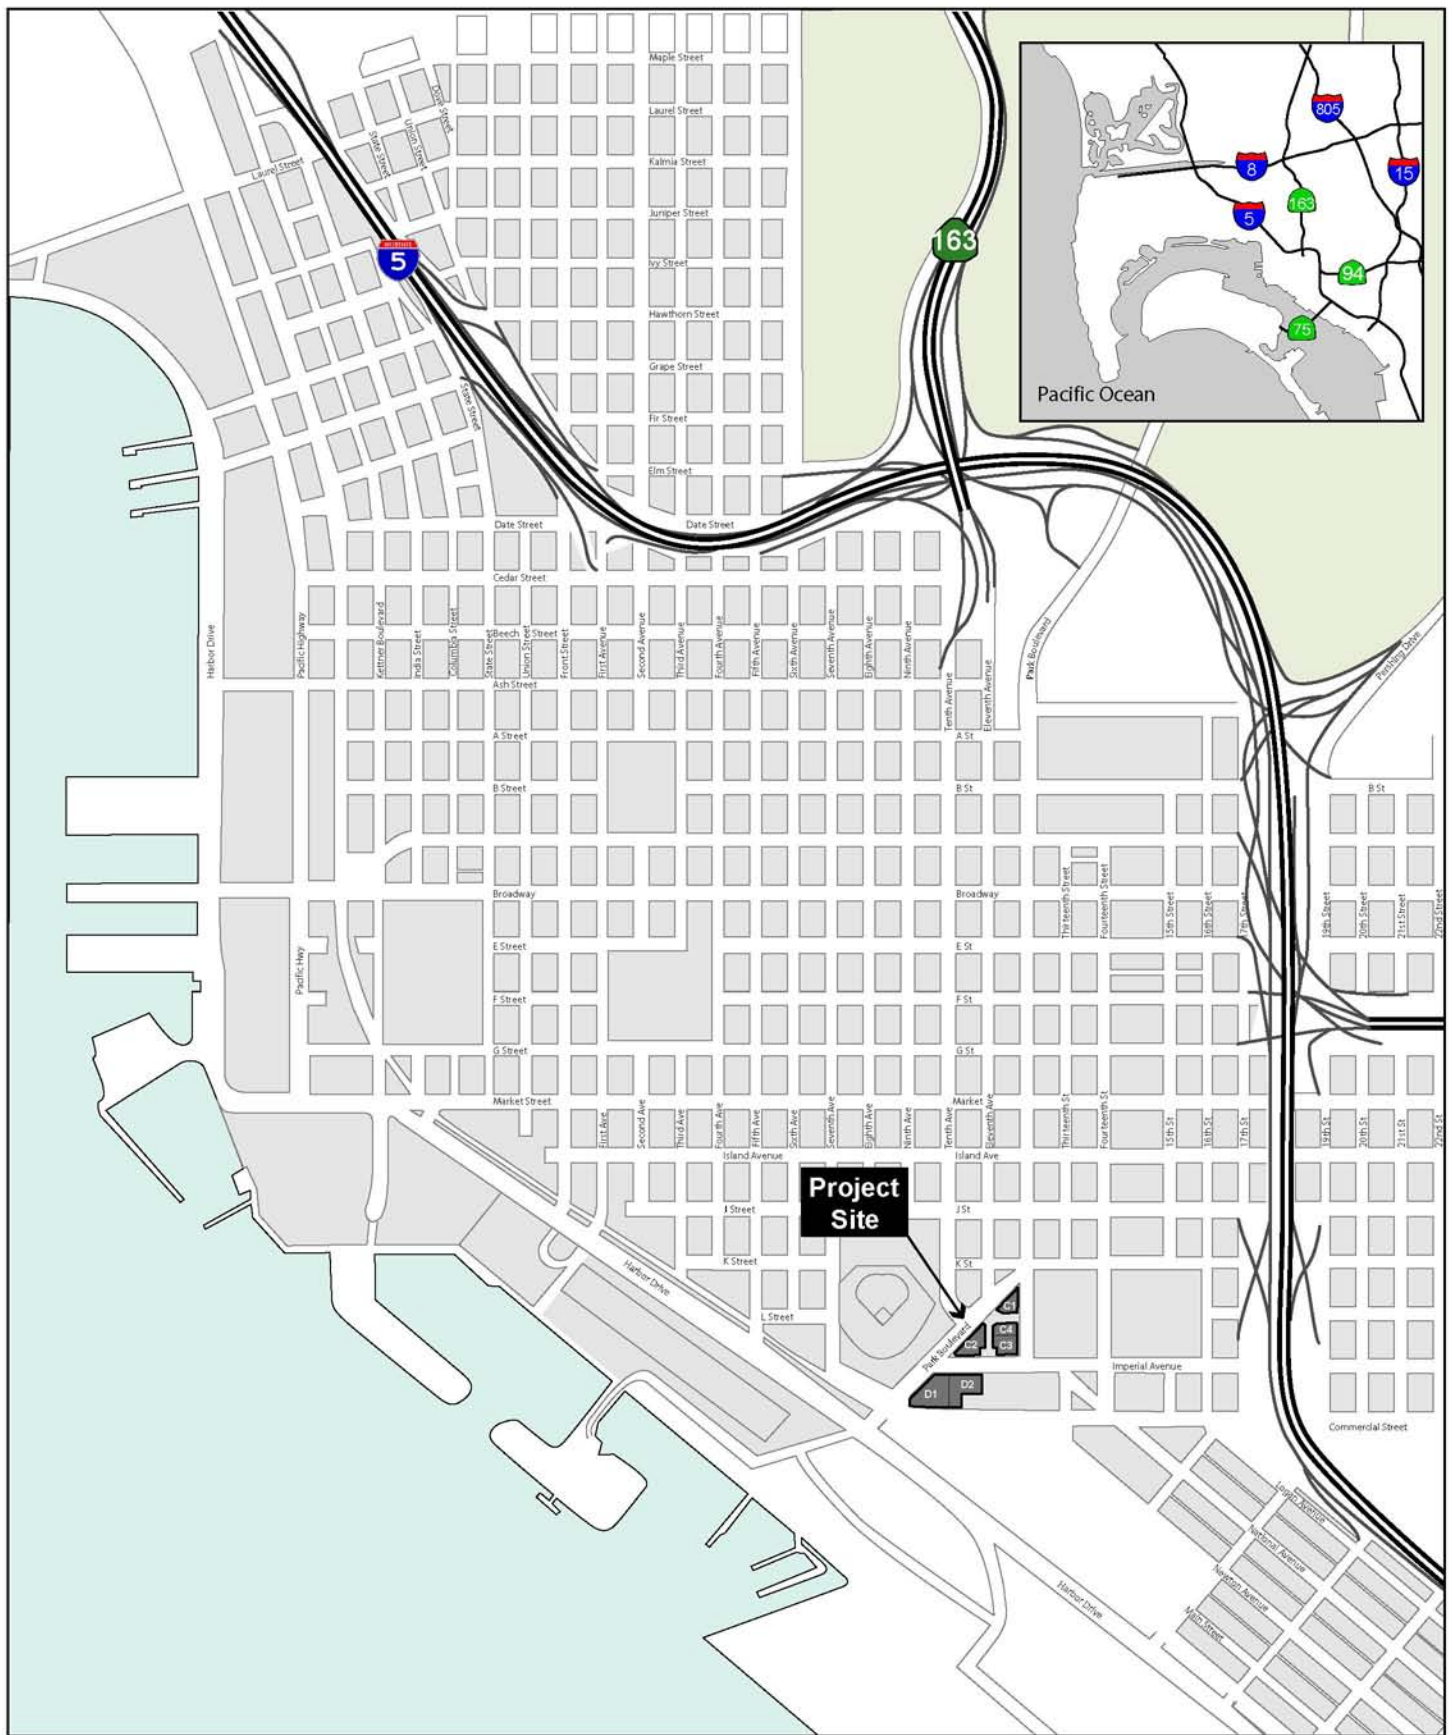 Maple Street
Laurel Street
Kalmia Street
Juniper Street
Ivy Street
Hawthorn Street
Grape Street
Fir Street
Elm Street
Date Street
Date Street
Dove Street
Union Street
State Street
Laurel Street
INTERSTATE
5
State Street
163
805
8
15
5
163
94
75
Pacific Ocean
Cedar Street
Beech Street
Ash Street
A Street
B Street
Broadway
E Street
F Street
G Street
Market Street
Harbor Drive
Pacific Highway
Kettner Boulevard
India Street
Columbia Street
State Street
Union Street
Front Street
First Avenue
Second Avenue
Third Avenue
Fourth Avenue
Fifth Avenue
Sixth Avenue
Seventh Avenue
Eighth Avenue
Ninth Avenue
Tenth Avenue
Eleventh Avenue
Park Boulevard
Pershing Drive
A St
B St
B St
Broadway
E St
F St
G St
Market
Thirteenth Street
Fourteenth Street
15th Street
16th Street
17th Street
19th Street
20th Street
21st Street
22nd Street
Pacific Hwy
First Ave
Second Ave
Third Ave
Fourth Ave
Fifth Ave
Sixth Ave
Seventh Ave
Eighth Ave
Ninth Ave
Tenth Ave
Eleventh Ave
Thirteenth St
Fourteenth St
15th St
16th St
17th St
19th St
20th St
21st St
22nd St
Island Avenue
Island Ave
J Street
J St
K Street
K St
L Street
Project
Site
Harbor Drive
Park Boulevard
C1
C4
C2
C3
D2
D1
Imperial Avenue
Commercial Street
Logan Avenue
National Avenue
Newton Avenue
Main Street
Harbor Drive